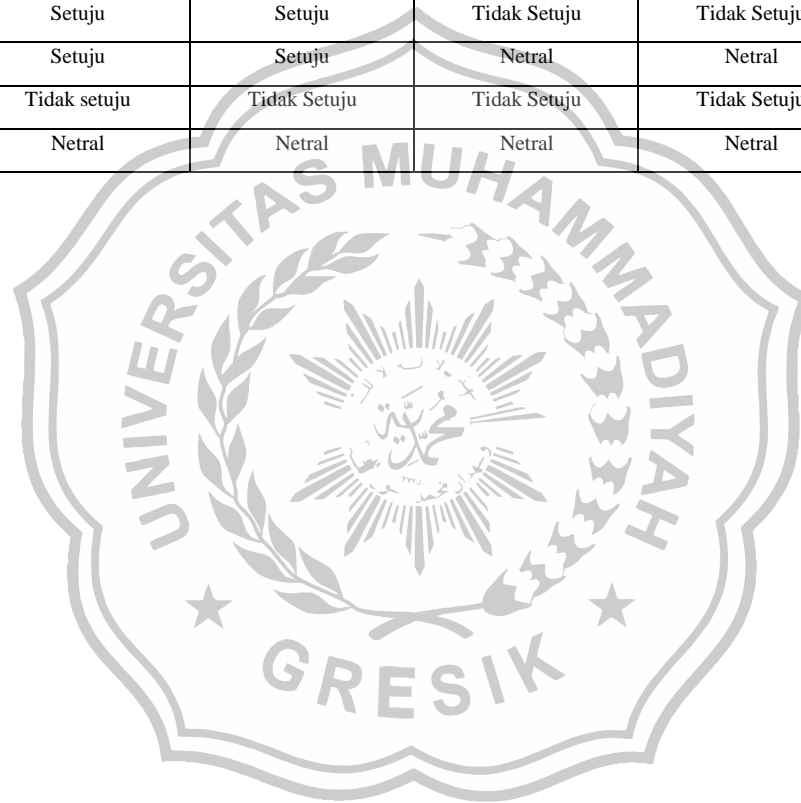 Setuju Setuju Tidak Setuju Tidak Setuju
Setuju Setuju Netral Netral
Tidak setuju Tidak Setuju Tidak Setuju Tidak Setuju
Netral Netral Netral Netral
UNIVERSITAS MUHAMMADIYAH
GRESIK